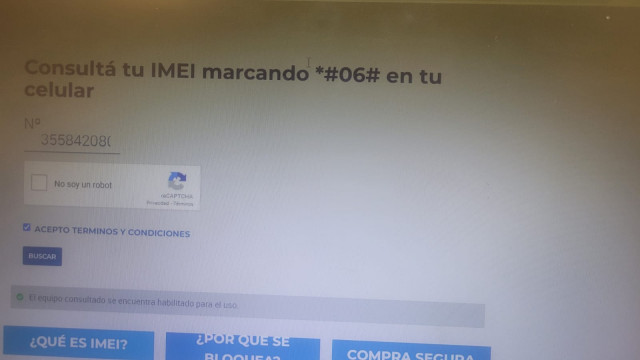 Consultá tu IMEI marcando *#06# en tu
celular
Nº
35584208(
No soy un robot
reCAPTCHA
Privacidad - Términos
ACEPTO TERMINOS Y CONDICIONES
BUSCAR
El equipo consultado se encuentra habilitado para el uso.
¿QUÉ ES IMEI?
¿POR QUE SE
BLOQUEA?
COMPRA SEGURA